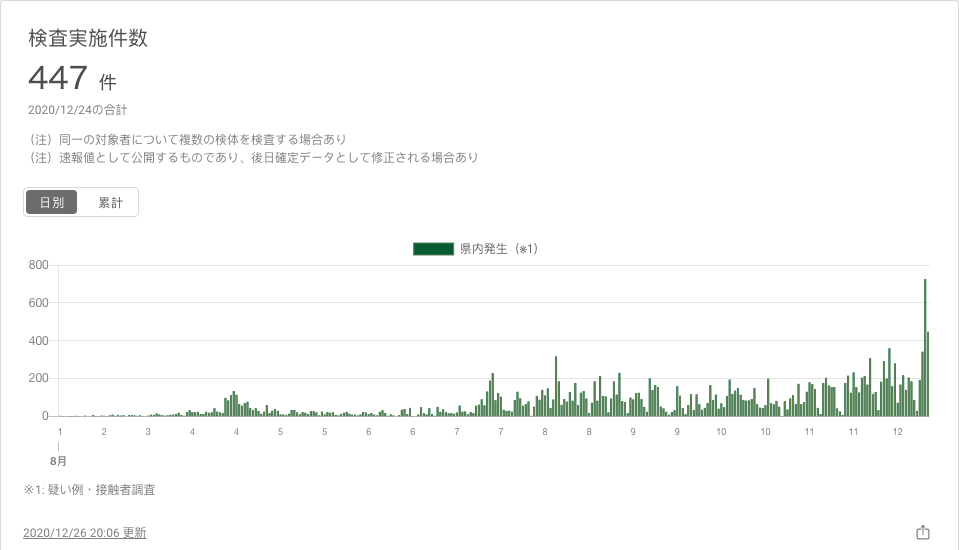 検査実施件数
447 件
2020/12/24の合計
（注）同一の対象者について複数の検体を検査する場合あり
（注）速報値として公開するものであり、後日確定データとして修正される場合あり
日別 累計
県内発生（※1）
800
600
400
200
0
1 2 3 4 4 5 5 6 6 7 7 8 8 9 9 10 10 11 11 12
8月
※1: 疑い例・接触者調査
2020/12/26 20:06 更新